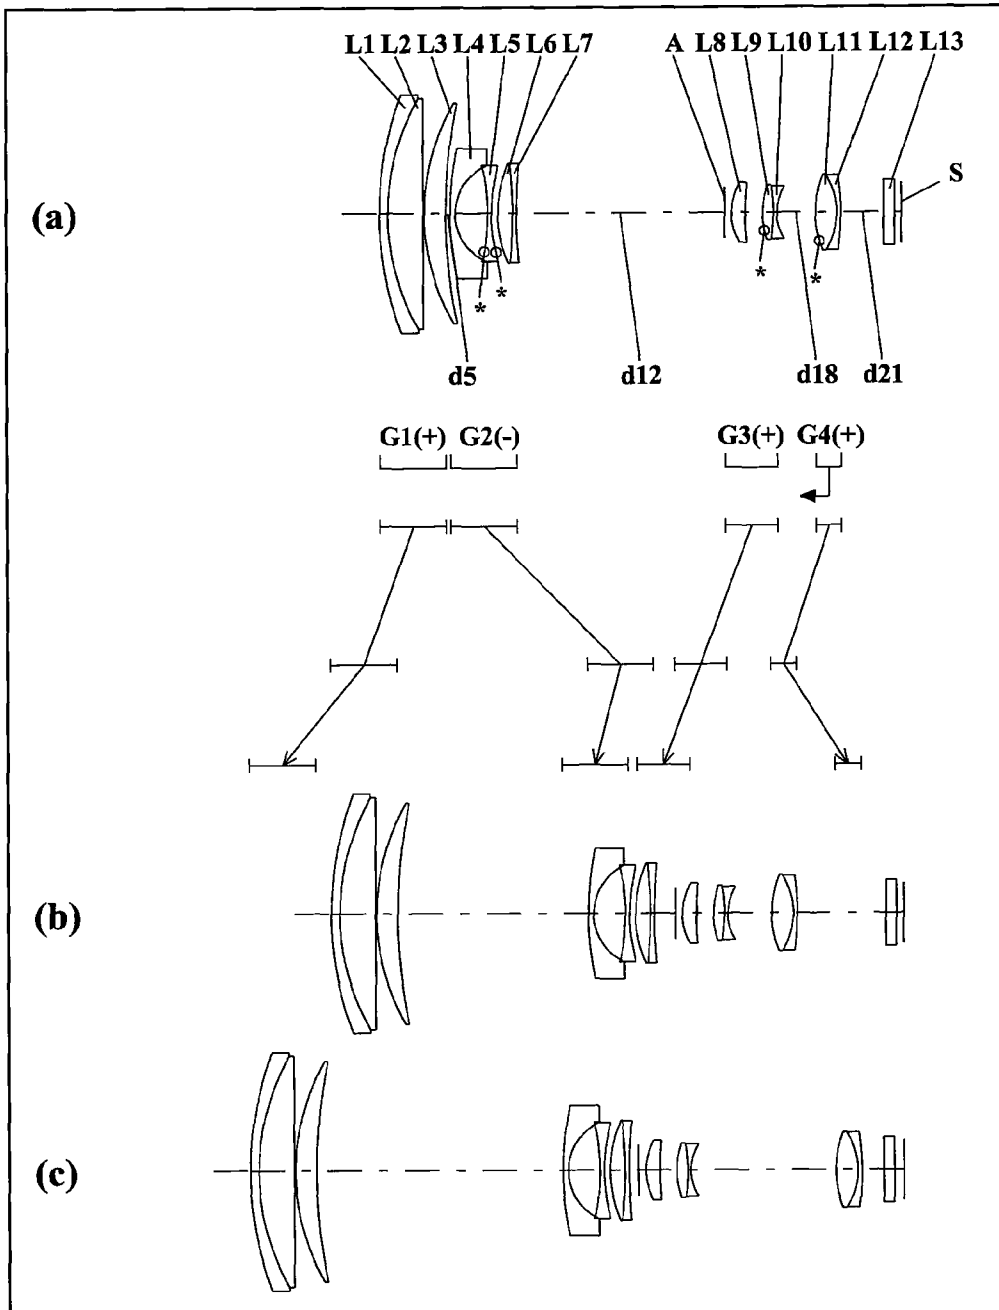 L1 L2 L3 L4 L5 L6 L7 A L8 L9 L10 L11 L12 L13
S
(a)
* * * *
d5 d12 d18 d21
G1(+) G2(-) G3(+) G4(+)
(b)
(c)